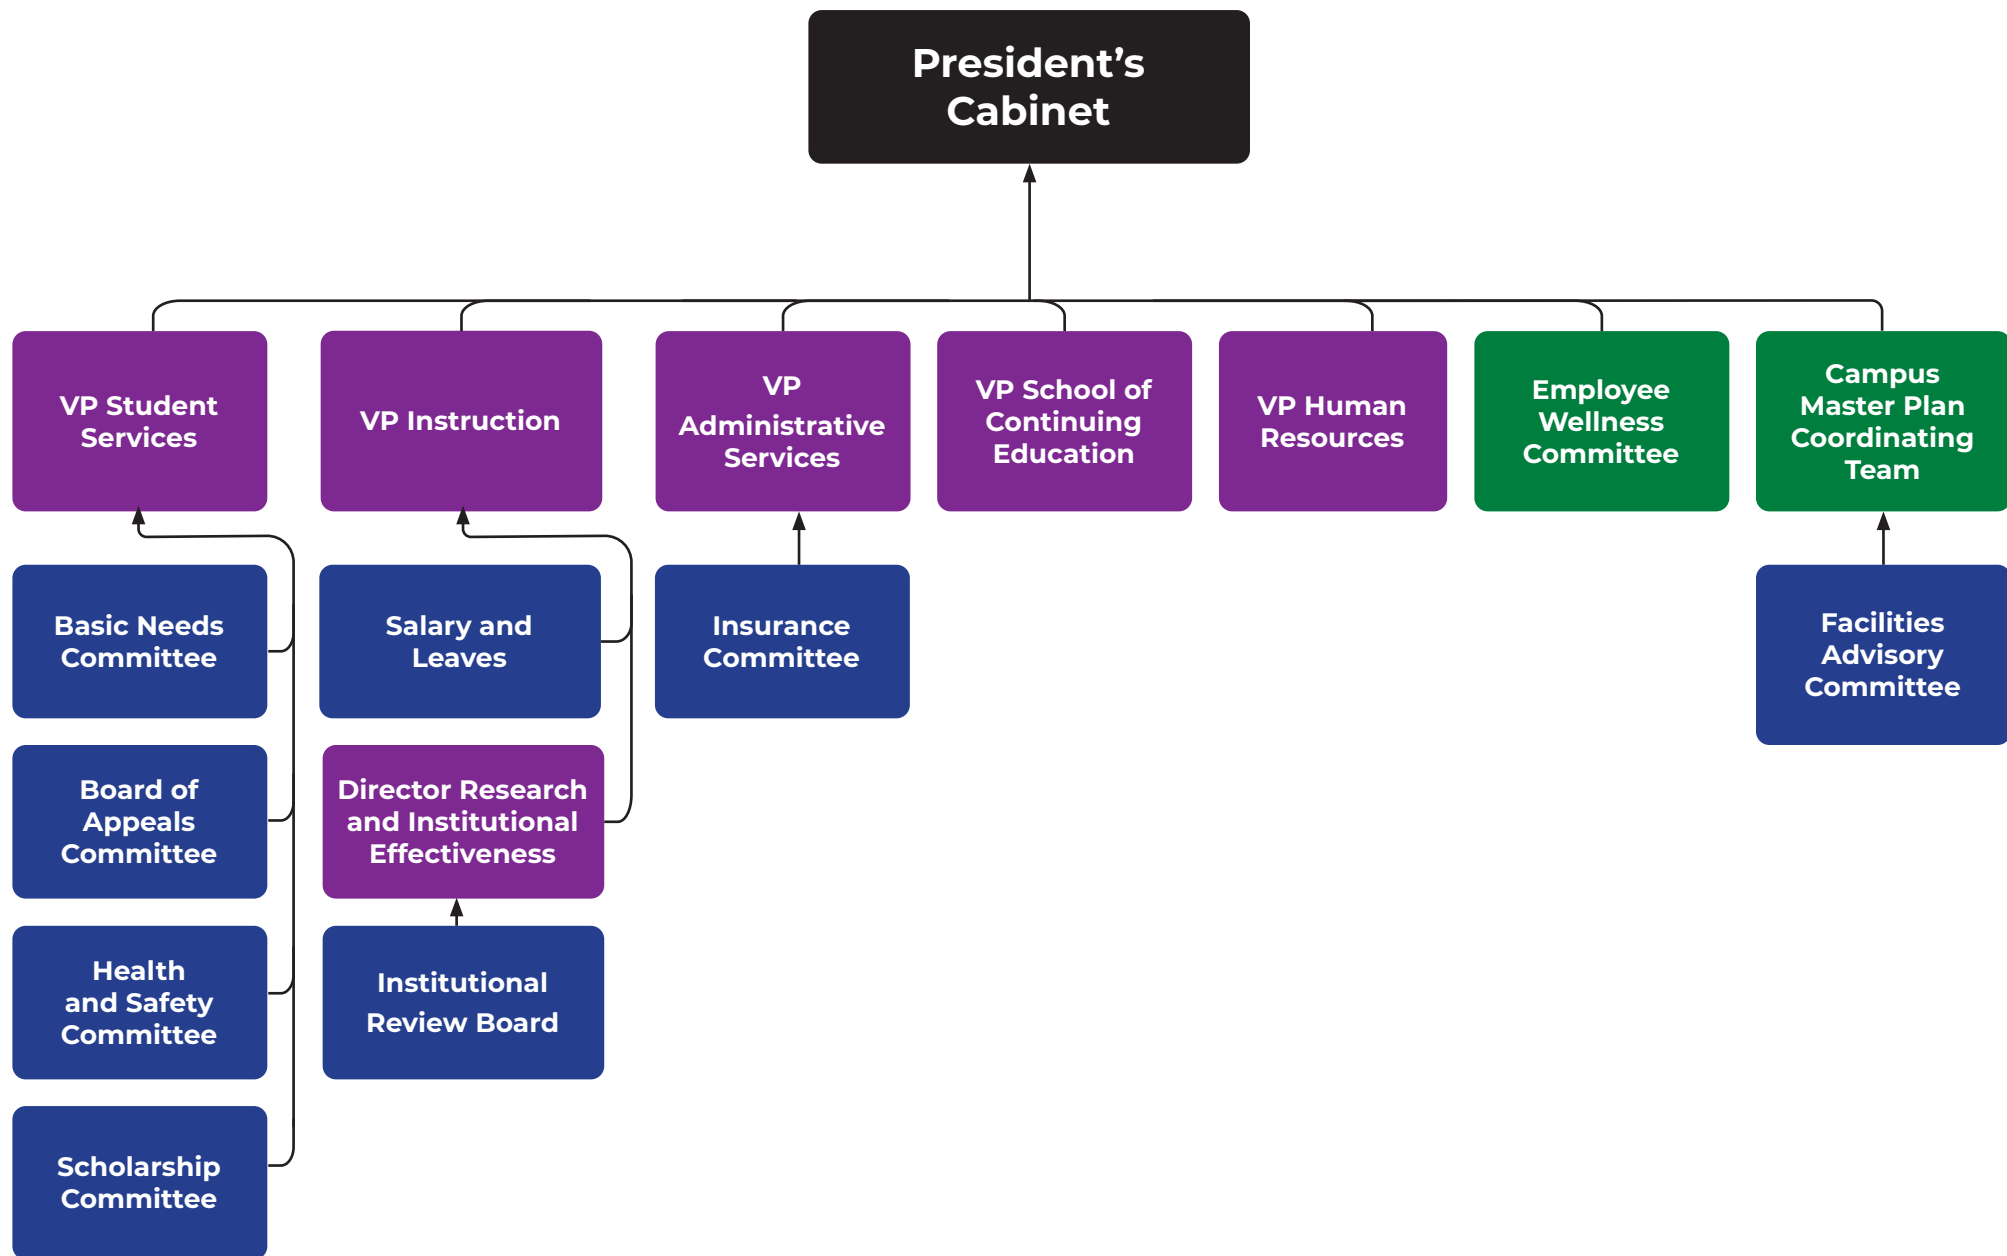 President’s
Cabinet
VP Student
Services
VP Instruction
VP
Administrative
Services
VP School of
Continuing
Education
VP Human
Resources
Employee
Wellness
Committee
Campus
Master Plan
Coordinating
Team
Basic Needs
Committee
Salary and
Leaves
Insurance
Committee
Facilities
Advisory
Committee
Board of
Appeals
Committee
Director Research
and Institutional
Effectiveness
Health
and Safety
Committee
Institutional
Review Board
Scholarship
Committee